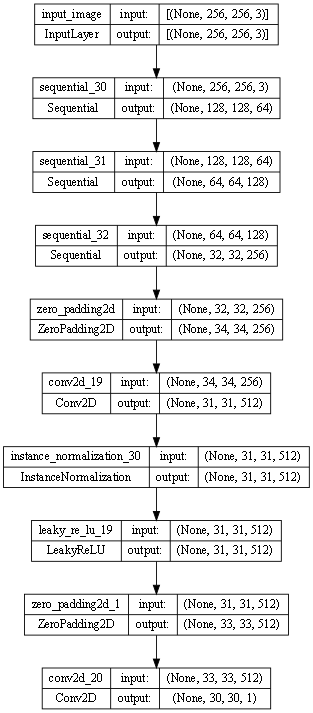 input_image input: [(None, 256, 256, 3)]
InputLayer output: [(None, 256, 256, 3)]
sequential_30 input: (None, 256, 256, 3)
Sequential output: (None, 128, 128, 64)
sequential_31 input: (None, 128, 128, 64)
Sequential output: (None, 64, 64, 128)
sequential_32 input: (None, 64, 64, 128)
Sequential output: (None, 32, 32, 256)
zero_padding2d input: (None, 32, 32, 256)
ZeroPadding2D output: (None, 34, 34, 256)
conv2d_19 input: (None, 34, 34, 256)
Conv2D output: (None, 31, 31, 512)
instance_normalization_30 input: (None, 31, 31, 512)
InstanceNormalization output: (None, 31, 31, 512)
leaky_re_lu_19 input: (None, 31, 31, 512)
LeakyReLU output: (None, 31, 31, 512)
zero_padding2d_1 input: (None, 31, 31, 512)
ZeroPadding2D output: (None, 33, 33, 512)
conv2d_20 input: (None, 33, 33, 512)
Conv2D output: (None, 30, 30, 1)